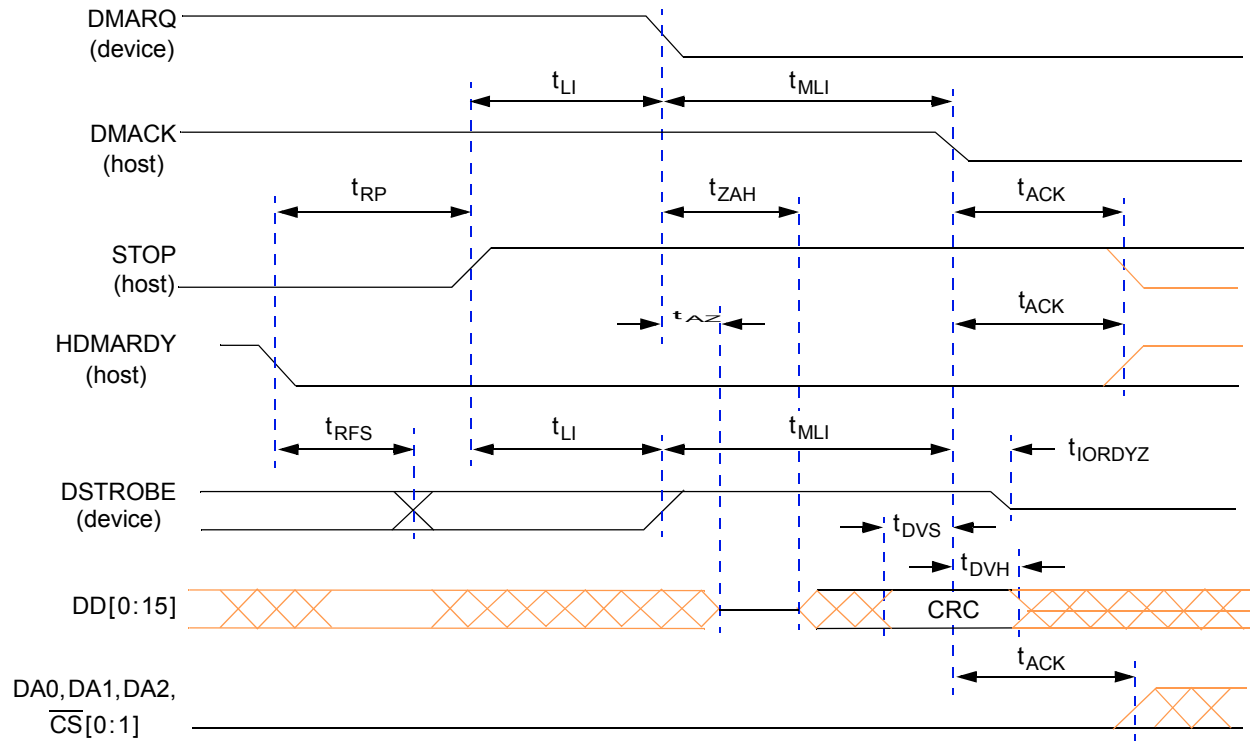 DMARQ
(device)
tLI
tMLI
DMACK
(host)
tRP
tZAH
tACK
STOP
(host)
tAZ
tACK
HDMARDY
(host)
tRFS
tLI
tMLI
tIORDYZ
DSTROBE
(device)
tDVS
tDVH
DD[0:15]
CRC
tACK
DA0,DA1,DA2,
CS[0:1]